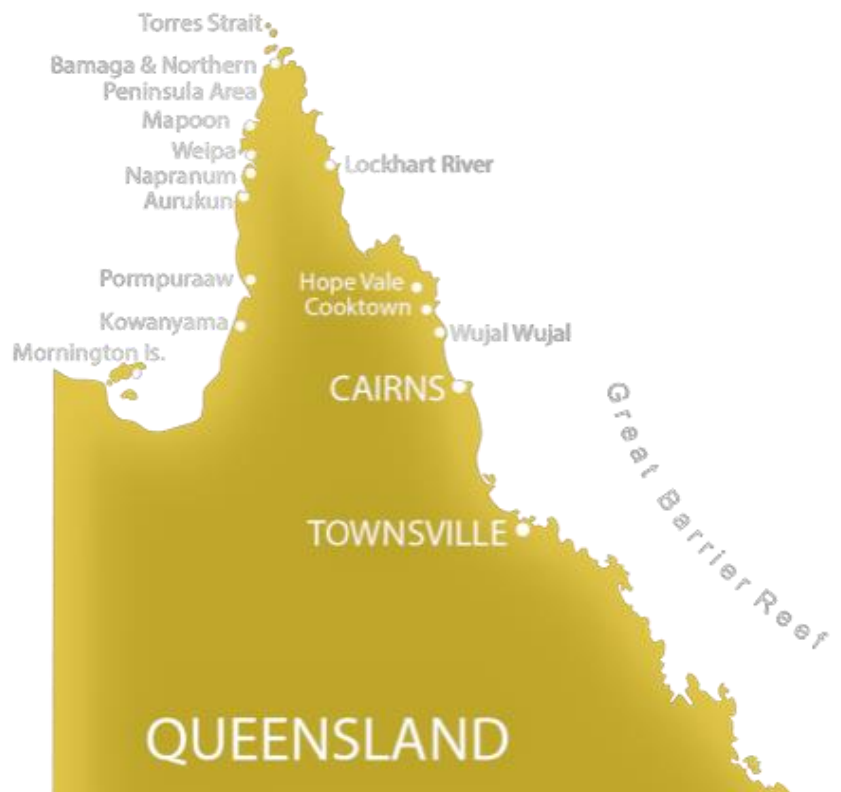 Torres Strait
Bamaga & Northern
Peninsula Area
Mapoon
Weipa
Lockhart River
Napranum
Aurukun
Pormpuraaw
Hope Vale
Cooktown
Kowanyama
Wujal Wujal
Mornington Is.
CAIRNS
Great Barrier Reef
TOWNSVILLE
QUEENSLAND